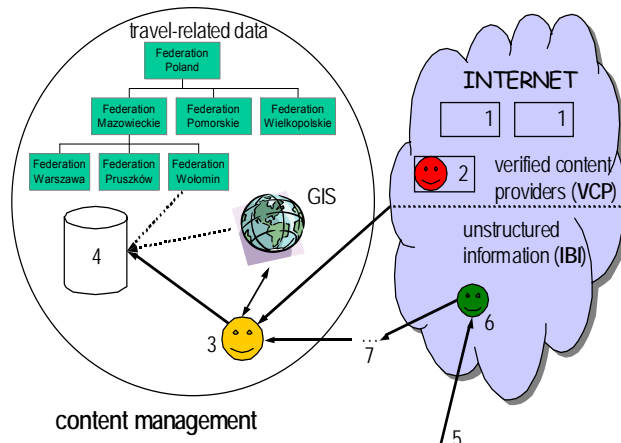 travel-related data
Federation
Poland
Federation
Mazowieckie
Federation
Pomorskie
Federation
Wielkopolskie
Federation
Warszawa
Federation
Pruszków
Federation
Wołomin
GIS
4
3
content management
INTERNET
1
1
2
verified content
providers (VCP)
unstructured
information (IBI)
6
7
5